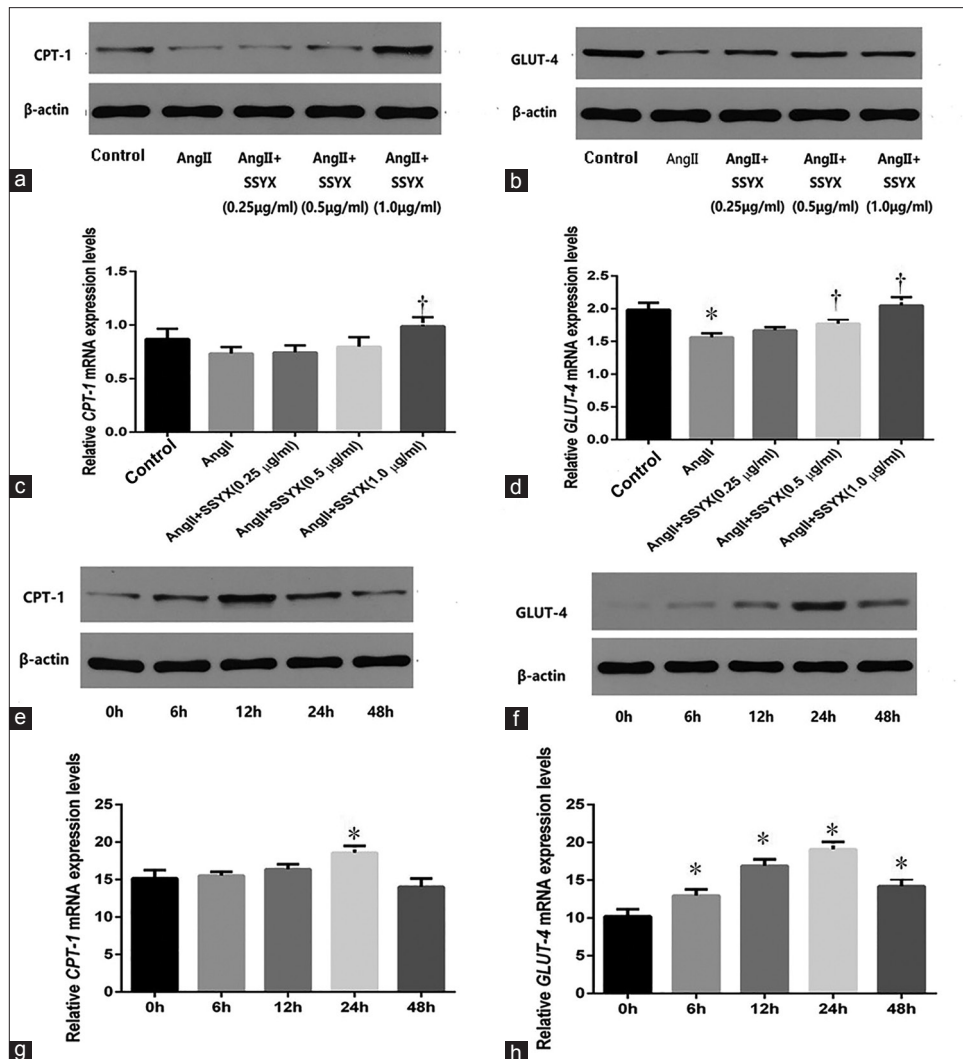 CPT-1
β-actin
Control AngII AngII+ AngII+ AngII+
SSYX SSYX SSYX
(0.25μg/ml) (0.5μg/ml) (1.0μg/ml)
a
GLUT-4
β-actin
Control AngII AngII+ AngII+ AngII+
SSYX SSYX SSYX
(0.25μg/ml) (0.5μg/ml) (1.0μg/ml)
b
Relative CPT-1 mRNA expression levels
1.5
1.0
0.5
0.0
†
Control
AngII
AngII+SSYX(0.25 μg/ml)
AngII+SSYX(0.5 μg/ml)
AngII+SSYX(1.0 μg/ml)
c
Relative GLUT-4 mRNA expression levels
2.5
2.0
1.5
1.0
0.5
0.0
* † †
Control
AngII
AngII+SSYX(0.25 μg/ml)
AngII+SSYX(0.5 μg/ml)
AngII+SSYX(1.0 μg/ml)
d
CPT-1
β-actin
0h 6h 12h 24h 48h
e
GLUT-4
β-actin
0h 6h 12h 24h 48h
f
Relative CPT-1 mRNA expression levels
25
20
15
10
5
0
*
0h 6h 12h 24h 48h
g
Relative GLUT-4 mRNA expression levels
25
20
15
10
5
0
* * * *
0h 6h 12h 24h 48h
h